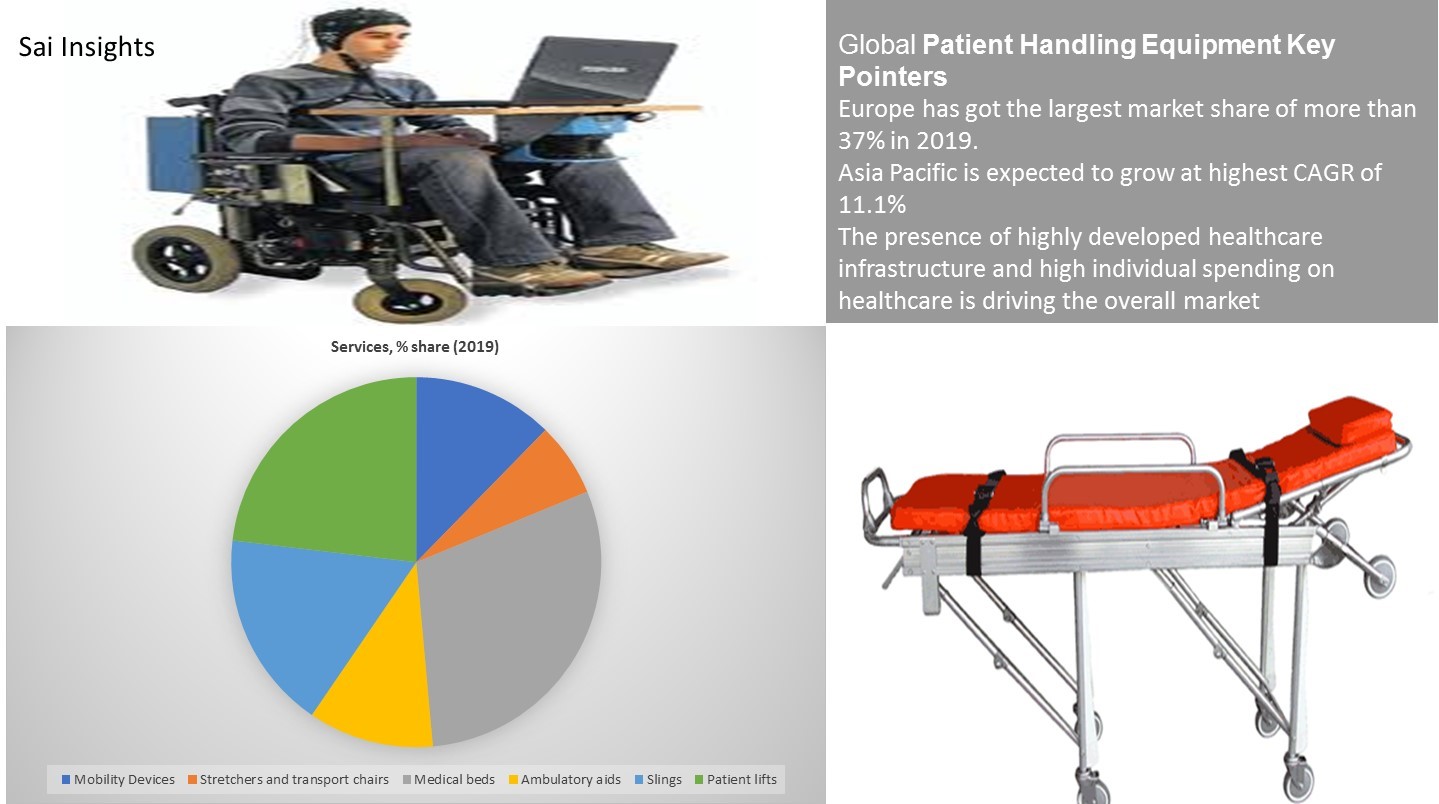 Sai Insights
Global Patient Handling Equipment Key
Pointers
Europe has got the largest market share of more than
37% in 2019.
Asia Pacific is expected to grow at highest CAGR of
11.1%
The presence of highly developed healthcare
infrastructure and high individual spending on
healthcare is driving the overall market
Services, % share (2019)
Mobility Devices Stretchers and transport chairs Medical beds Ambulatory aids Slings Patient lifts